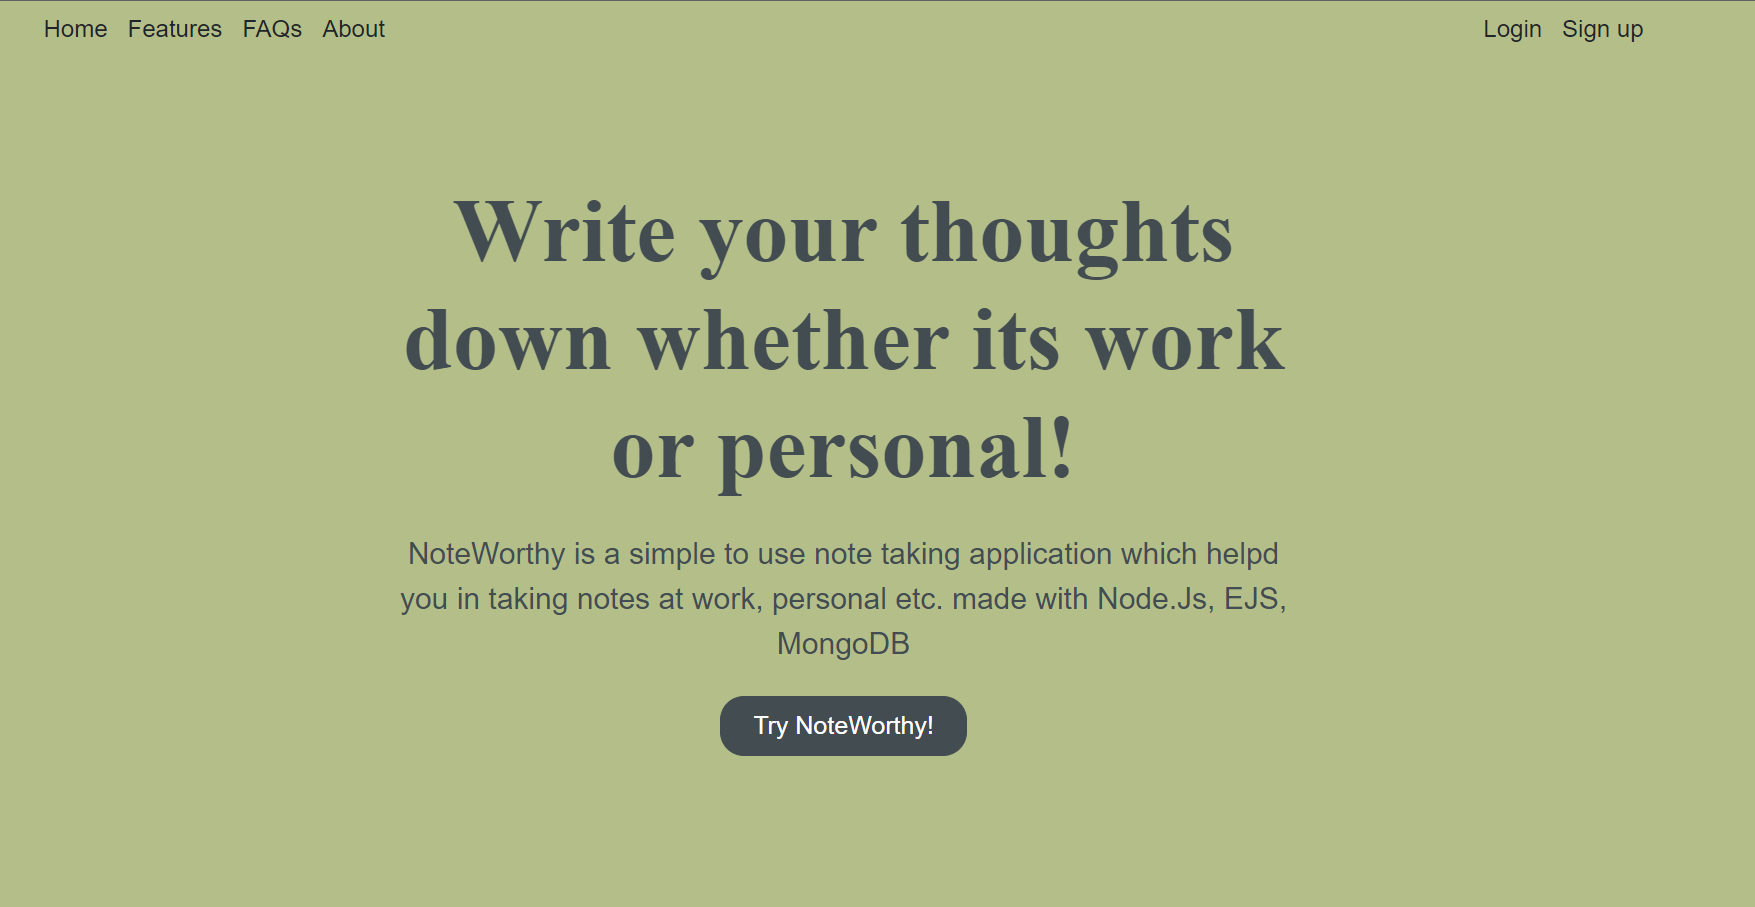 Home Features FAQs About Login Sign up
Write your thoughts
down whether its work
or personal!
NoteWorthy is a simple to use note taking application which helpd
you in taking notes at work, personal etc. made with Node.Js, EJS,
MongoDB
Try NoteWorthy!